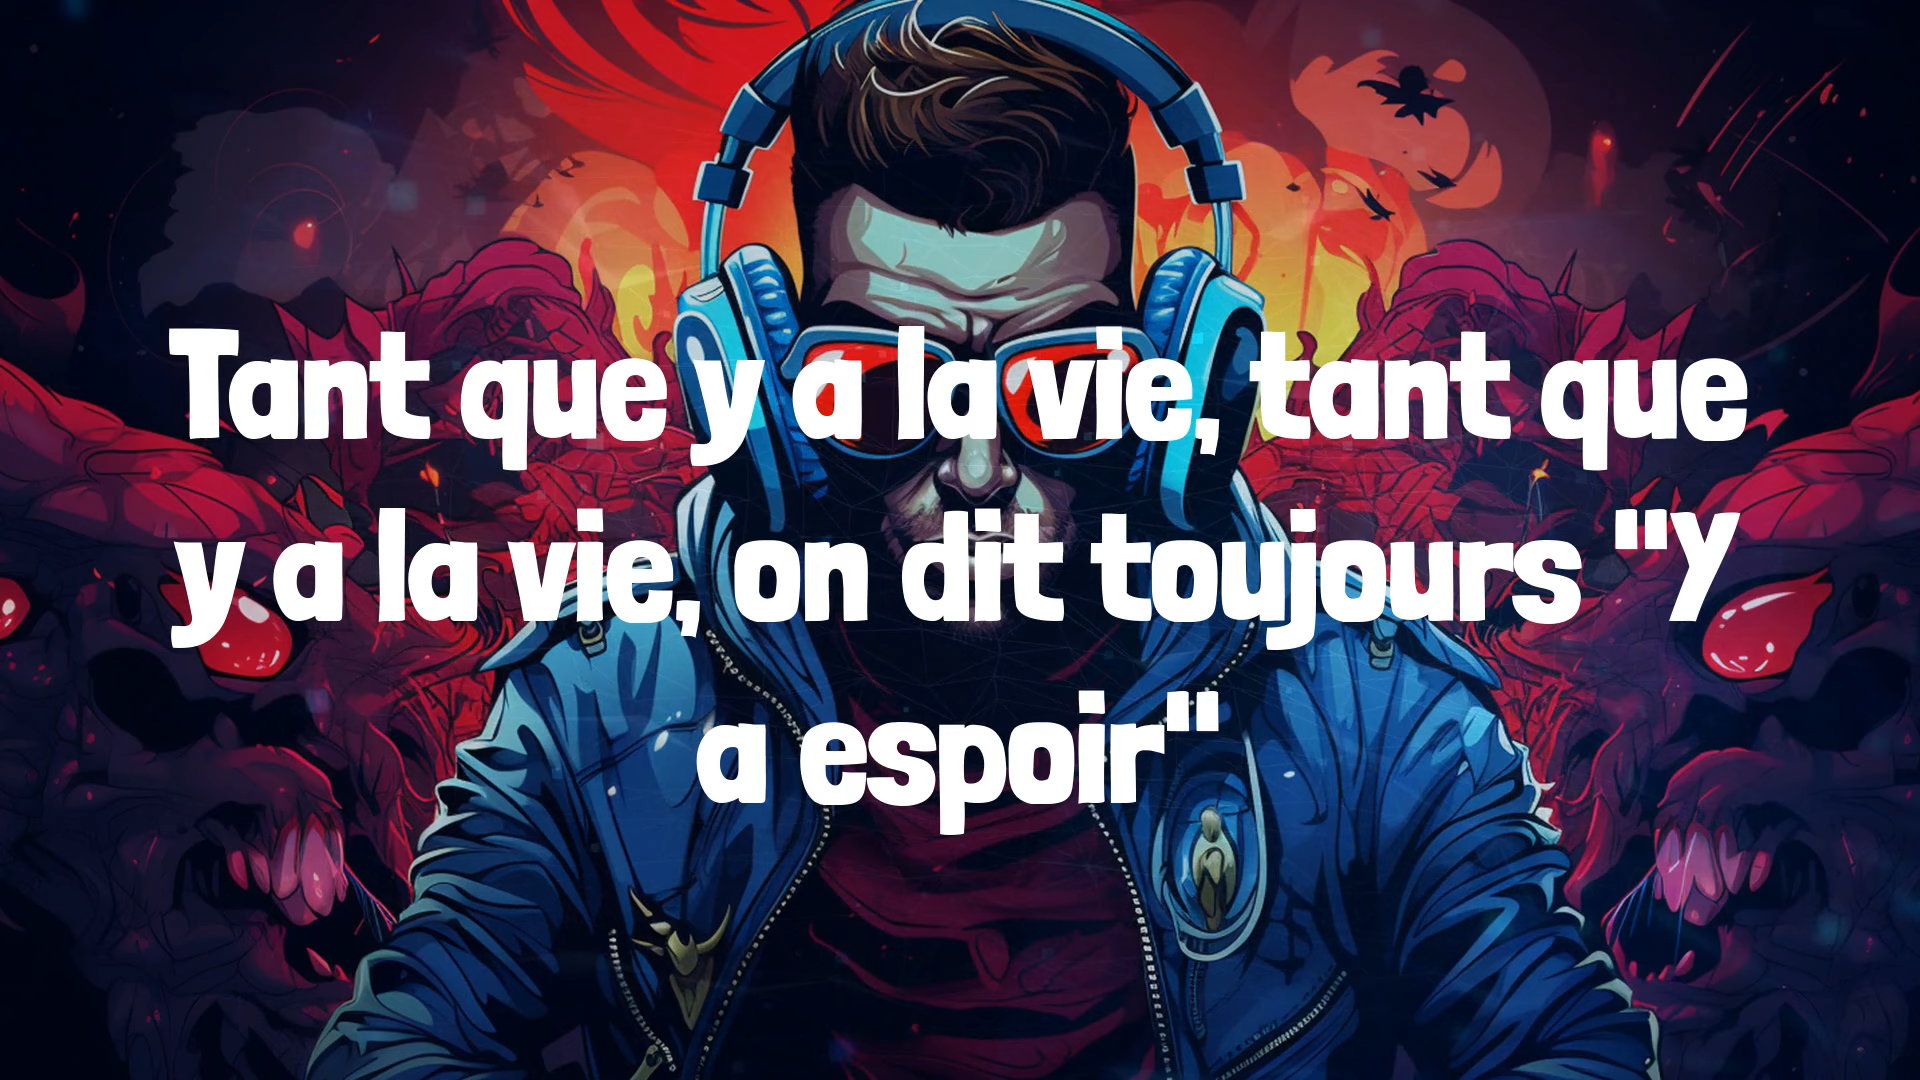 Tant que y a la vie, tant que
y a la vie, on dit toujours "y
a espoir"